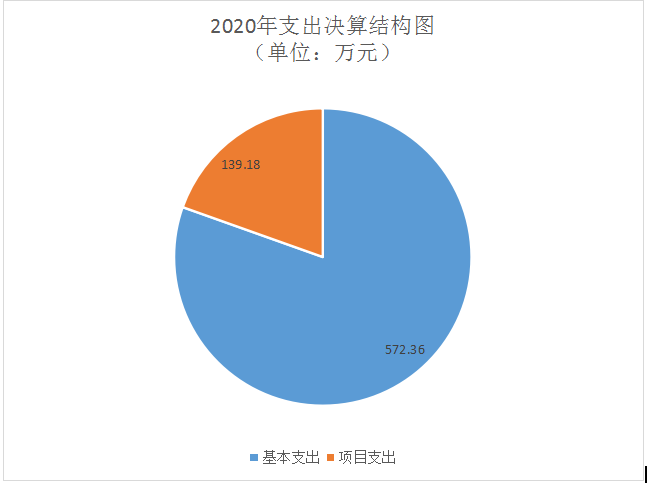 2020年支出决算结构图
（单位：万元）
139.18
572.36
基本支出 项目支出